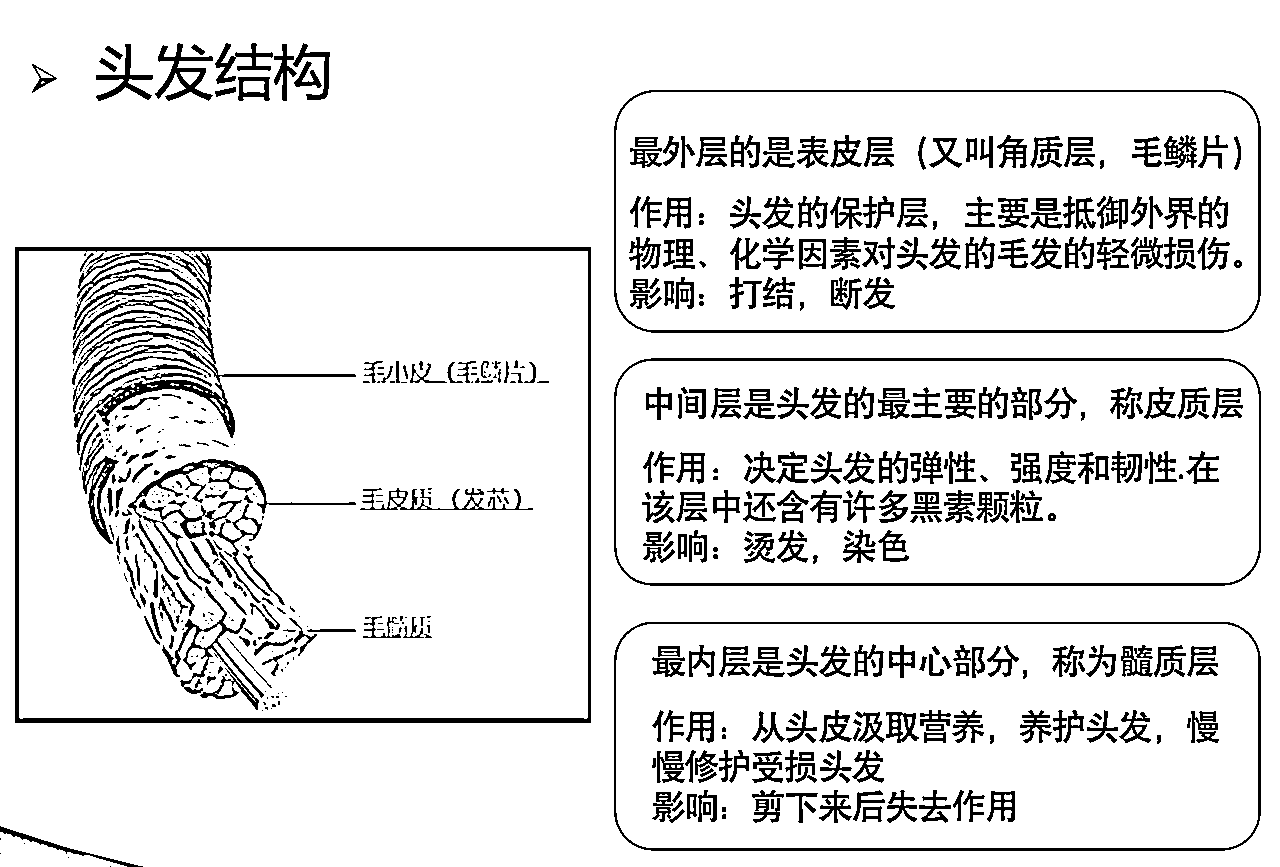 头发结构
最外层的是表皮层（又叫角质层，毛鳞片）
作用：头发的保护层，主要是抵御外界的
物理、化学因素对头发的毛发的轻微损伤。
影响：打结，断发
毛小皮（毛鳞片）
毛皮质（发芯）
毛髓质
中间层是头发的最主要的部分，称皮质层
作用：决定头发的弹性、强度和韧性.在
该层中还含有许多黑素颗粒。
影响：烫发，染色
最内层是头发的中心部分，称为髓质层
作用：从头皮汲取营养，养护头发，慢
慢修护受损头发
影响：剪下来后失去作用